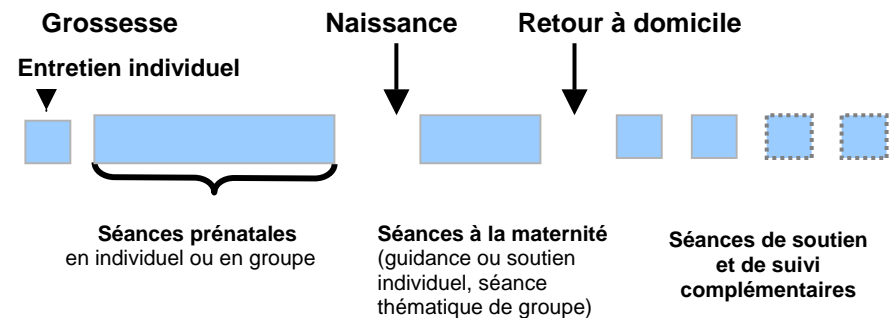 Grossesse
Naissance
Retour à domicile
Entretien individuel
Séances prénatales
en individuel ou en groupe
Séances à la maternité
(guidance ou soutien
individuel, séance
thématique de groupe)
Séances de soutien
et de suivi
complémentaires